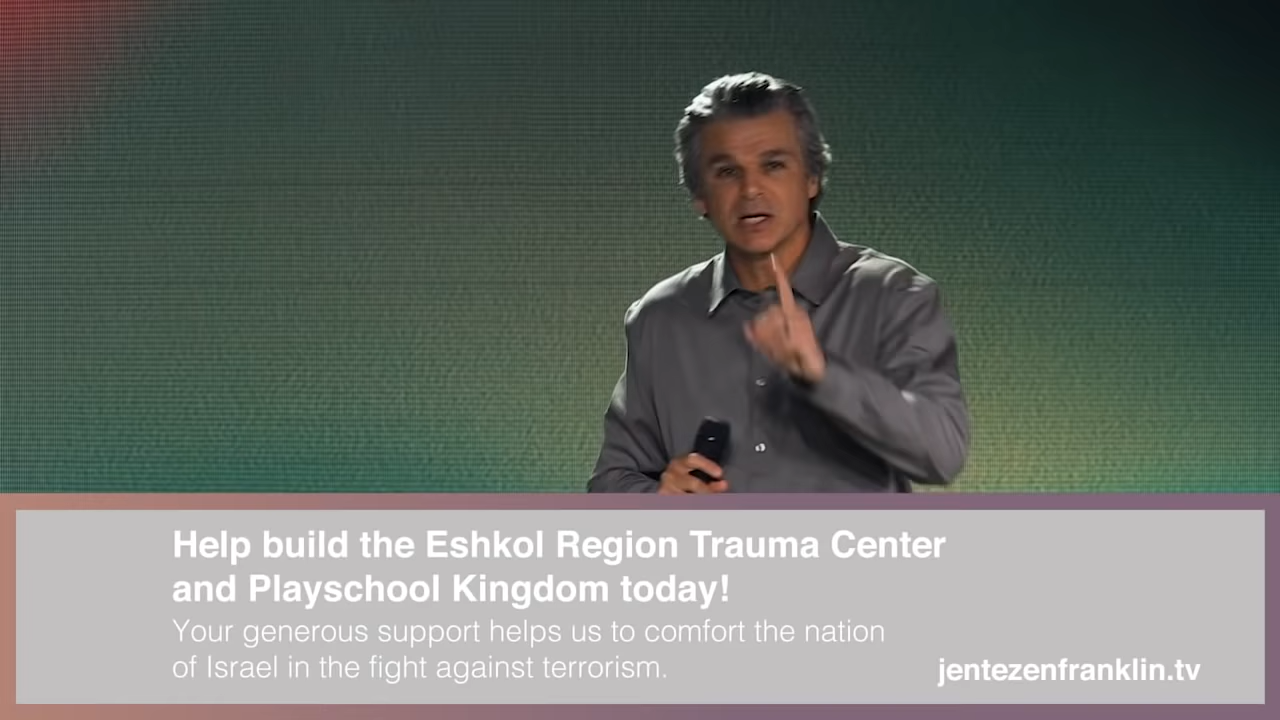 Help build the Eshkol Region Trauma Center
and Playschool Kingdom today!
Your generous support helps us to comfort the nation
of Israel in the fight against terrorism.
jentezenfranklin.tv